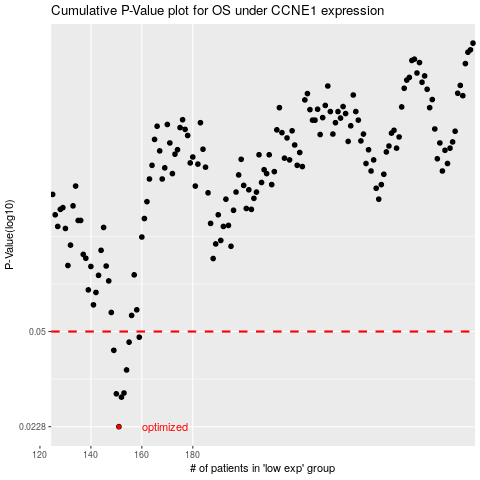 Cumulative P-Value plot for OS under CCNE1 expression
P-Value(log10)
0.05
0.0228
optimized
120 140 160 180
# of patients in 'low exp' group